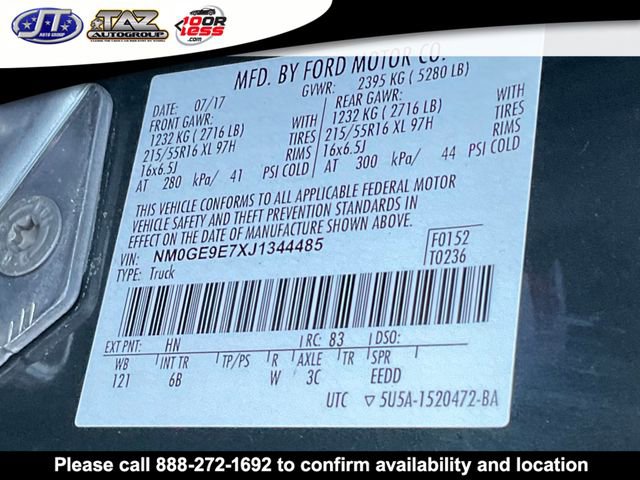 JT
AUTO GROUP
TAZ
AUTOGROUP
10OR
LESS.COM
MFD. BY FORD MOTOR CO.
GVWR: 2395 KG ( 5280 LB)
DATE: 07/17
FRONT GAWR: REAR GAWR:
1232 KG (2716 LB) WITH 1232 KG (2716 LB) WITH
215/55R16 XL 97H TIRES 215/55R16 XL 97H TIRES
16x6.5J RIMS 16x6.5J RIMS
AT 280 kPa/ 41 PSI COLD AT 300 kPa/ 44 PSI COLD
THIS VEHICLE CONFORMS TO ALL APPLICABLE FEDERAL MOTOR
VEHICLE SAFETY AND THEFT PREVENTION STANDARDS IN
EFFECT ON THE DATE OF MANUFACTURE SHOWN ABOVE.
VIN: NM0GE9E7XJ1344485 F0152
TYPE: Truck T0236
EXT PNT: HN RC: 83 DSO:
WB INT TR TP/PS R AXLE TR SPR
121 6B W 3C EEDD
UTC ▽ 5U5A-1520472-BA
Please call 888-272-1692 to confirm availability and location